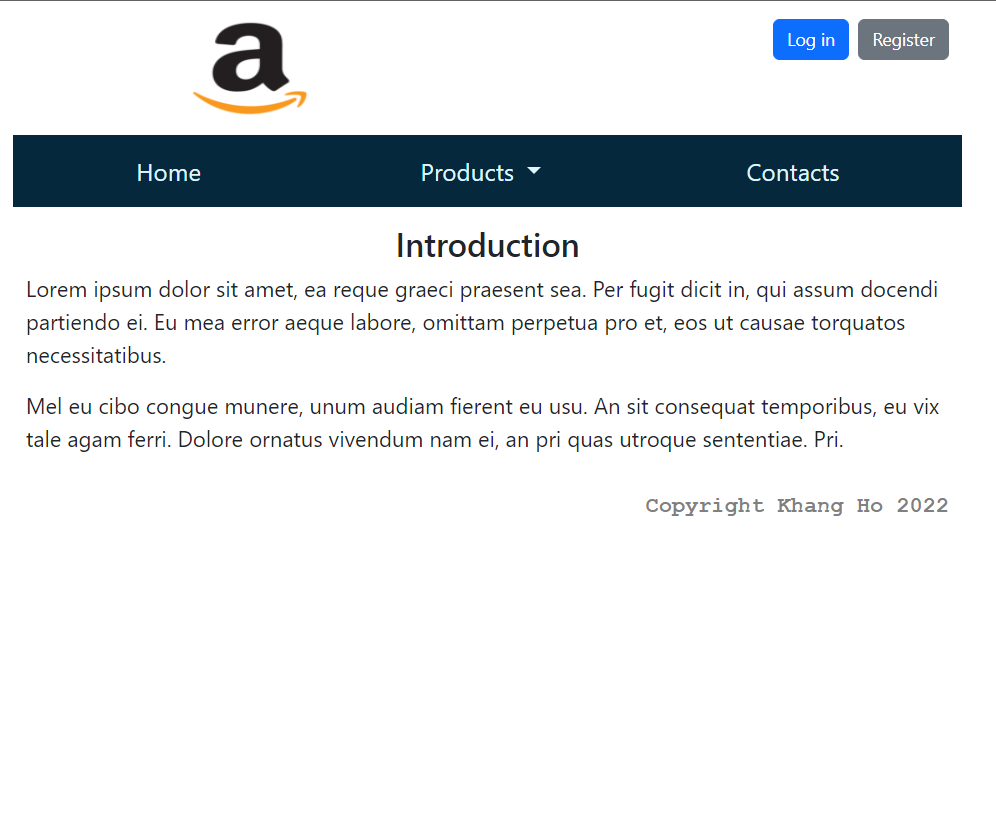 a
Log in
Register
Home
Products
Contacts
Introduction
Lorem ipsum dolor sit amet, ea reque graeci praesent sea. Per fugit dicit in, qui assum docendi
partiendo ei. Eu mea error aeque labore, omittam perpetua pro et, eos ut causae torquatos
necessitatibus.
Mel eu cibo congue munere, unum audiam fierent eu usu. An sit consequat temporibus, eu vix
tale agam ferri. Dolore ornatus vivendum nam ei, an pri quas utroque sententiae. Pri.
Copyright Khang Ho 2022